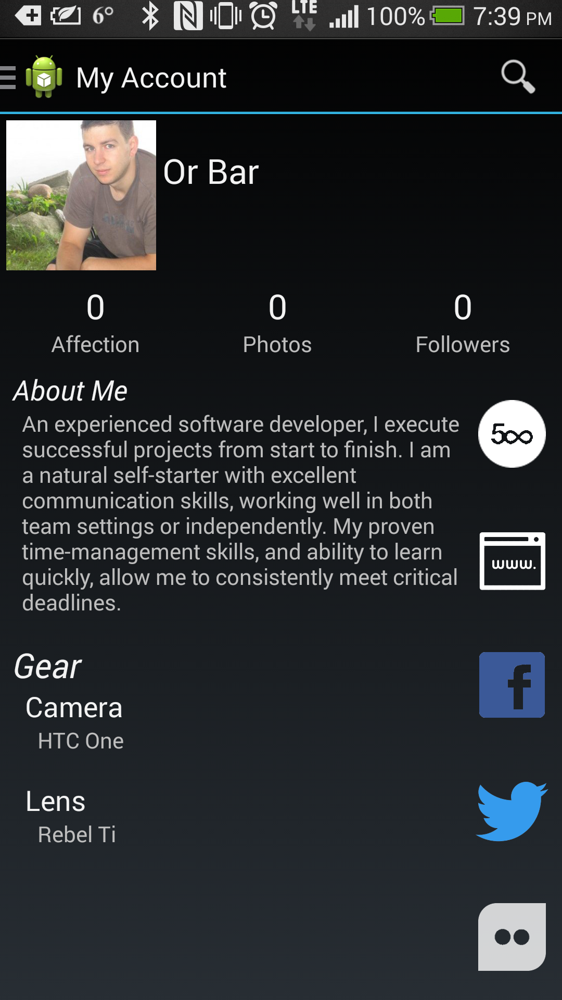 6° LTE 100% 7:39 PM
My Account
Or Bar
0 0 0
Affection Photos Followers
About Me
An experienced software developer, I execute
successful projects from start to finish. I am
a natural self-starter with excellent
communication skills, working well in both
team settings or independently. My proven
time-management skills, and ability to learn
quickly, allow me to consistently meet critical
deadlines.
500
www.
Gear
f
Camera
HTC One
Lens
Rebel Ti